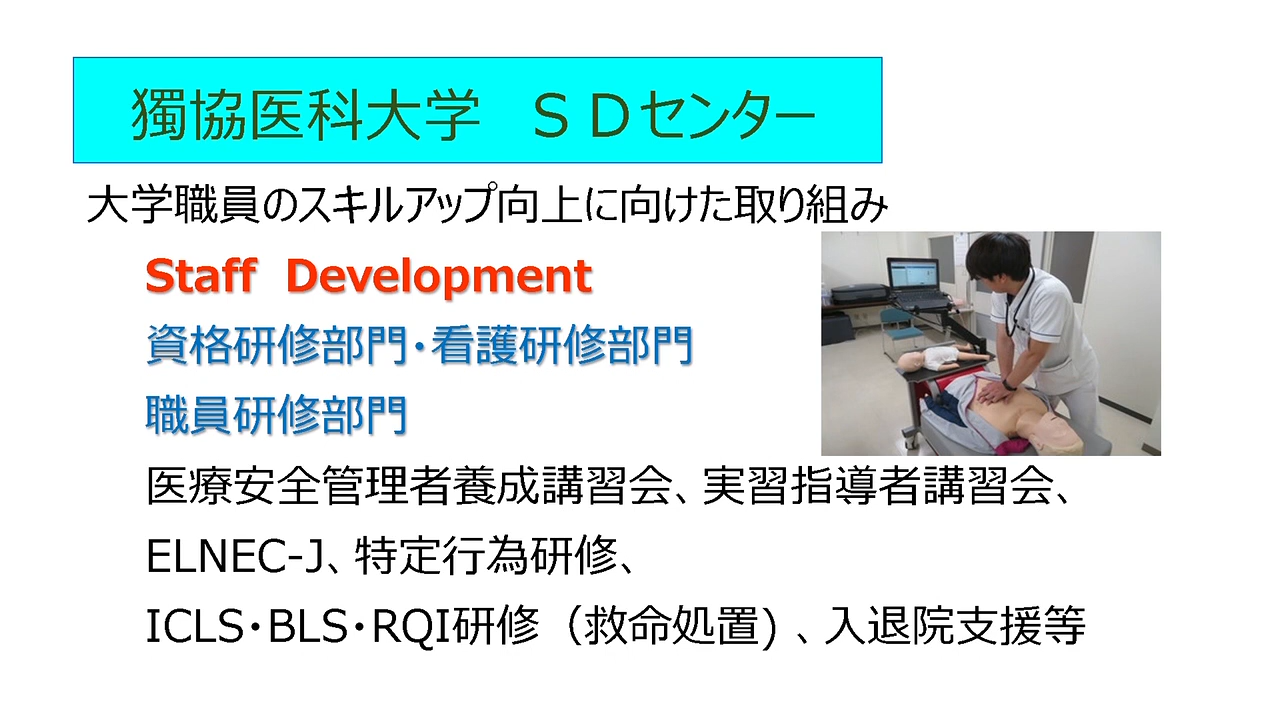 獨協医科大学　ＳＤセンター
大学職員のスキルアップ向上に向けた取り組み
Staff Development
資格研修部門・看護研修部門
職員研修部門
医療安全管理者養成講習会、実習指導者講習会、
ELNEC-J、特定行為研修、
ICLS・BLS・RQI研修（救命処置）、入退院支援等